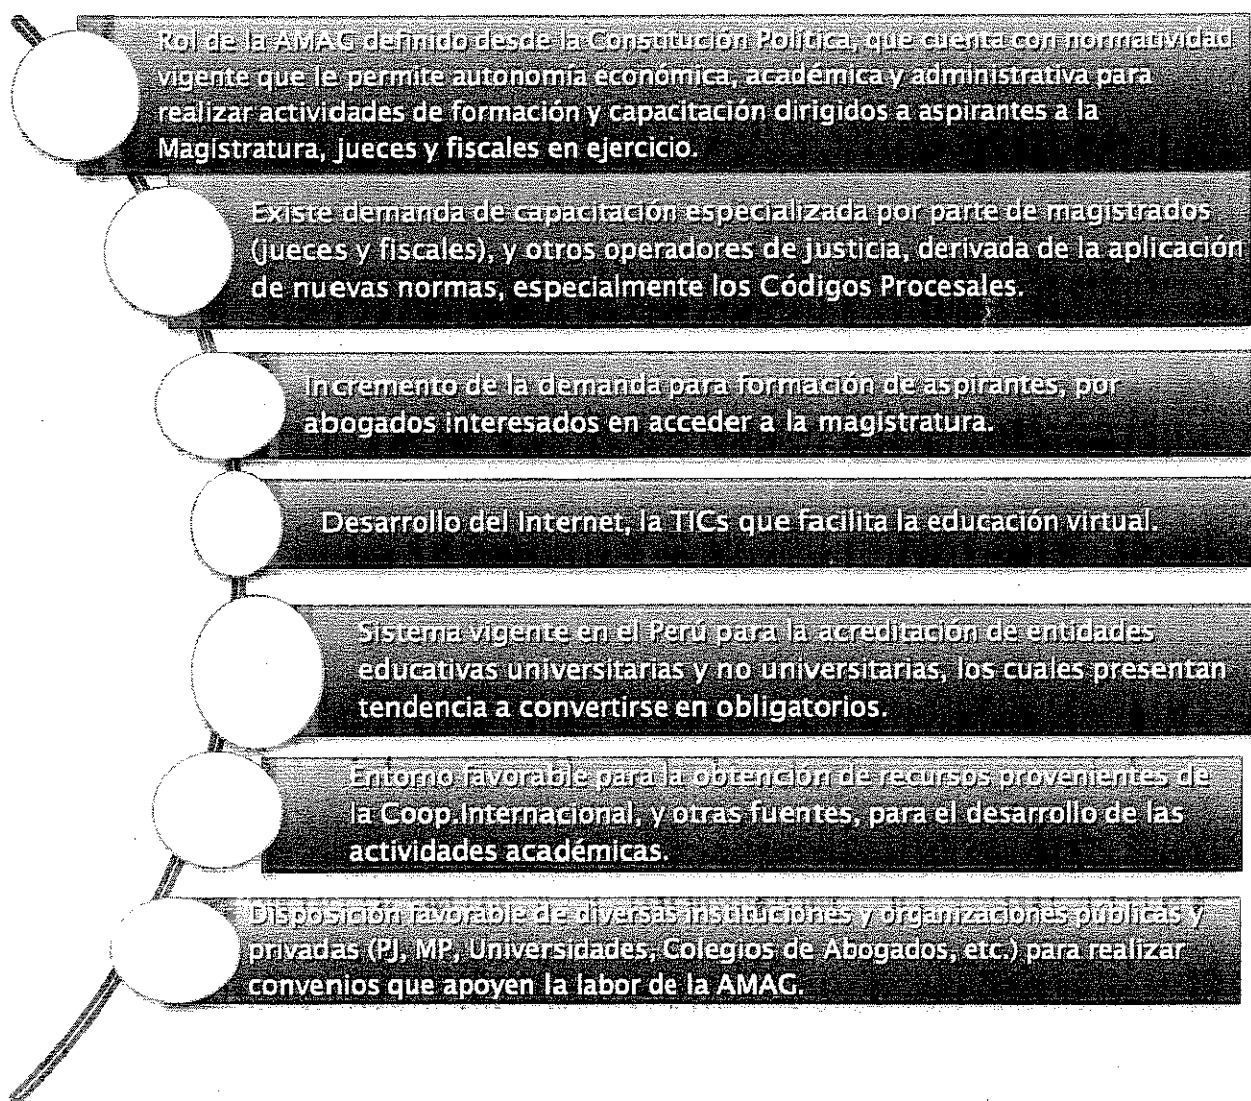 Rol de la AMAG definido desde la Constitución Política, que cuenta con normatividad
vigente que le permite autonomía económica, académica y administrativa para
realizar actividades de formación y capacitación dirigidos a aspirantes a la
Magistratura, jueces y fiscales en ejercicio.
Existe demanda de capacitación especializada por parte de magistrados
(jueces y fiscales), y otros operadores de justicia, derivada de la aplicación
de nuevas normas, especialmente los Códigos Procesales.
Incremento de la demanda para formación de aspirantes, por
abogados interesados en acceder a la magistratura.
Desarrollo del Internet, la TICs que facilita la educación virtual.
Sistema vigente en el Perú para la acreditación de entidades
educativas universitarias y no universitarias, los cuales presentan
tendencia a convertirse en obligatorios.
Entorno favorable para la obtención de recursos provenientes de
la Coop.Internacional, y otras fuentes, para el desarrollo de las
actividades académicas.
Disposición favorable de diversas instituciones y organizaciones públicas y
privadas (PJ, MP, Universidades, Colegios de Abogados, etc.) para realizar
convenios que apoyen la labor de la AMAG.